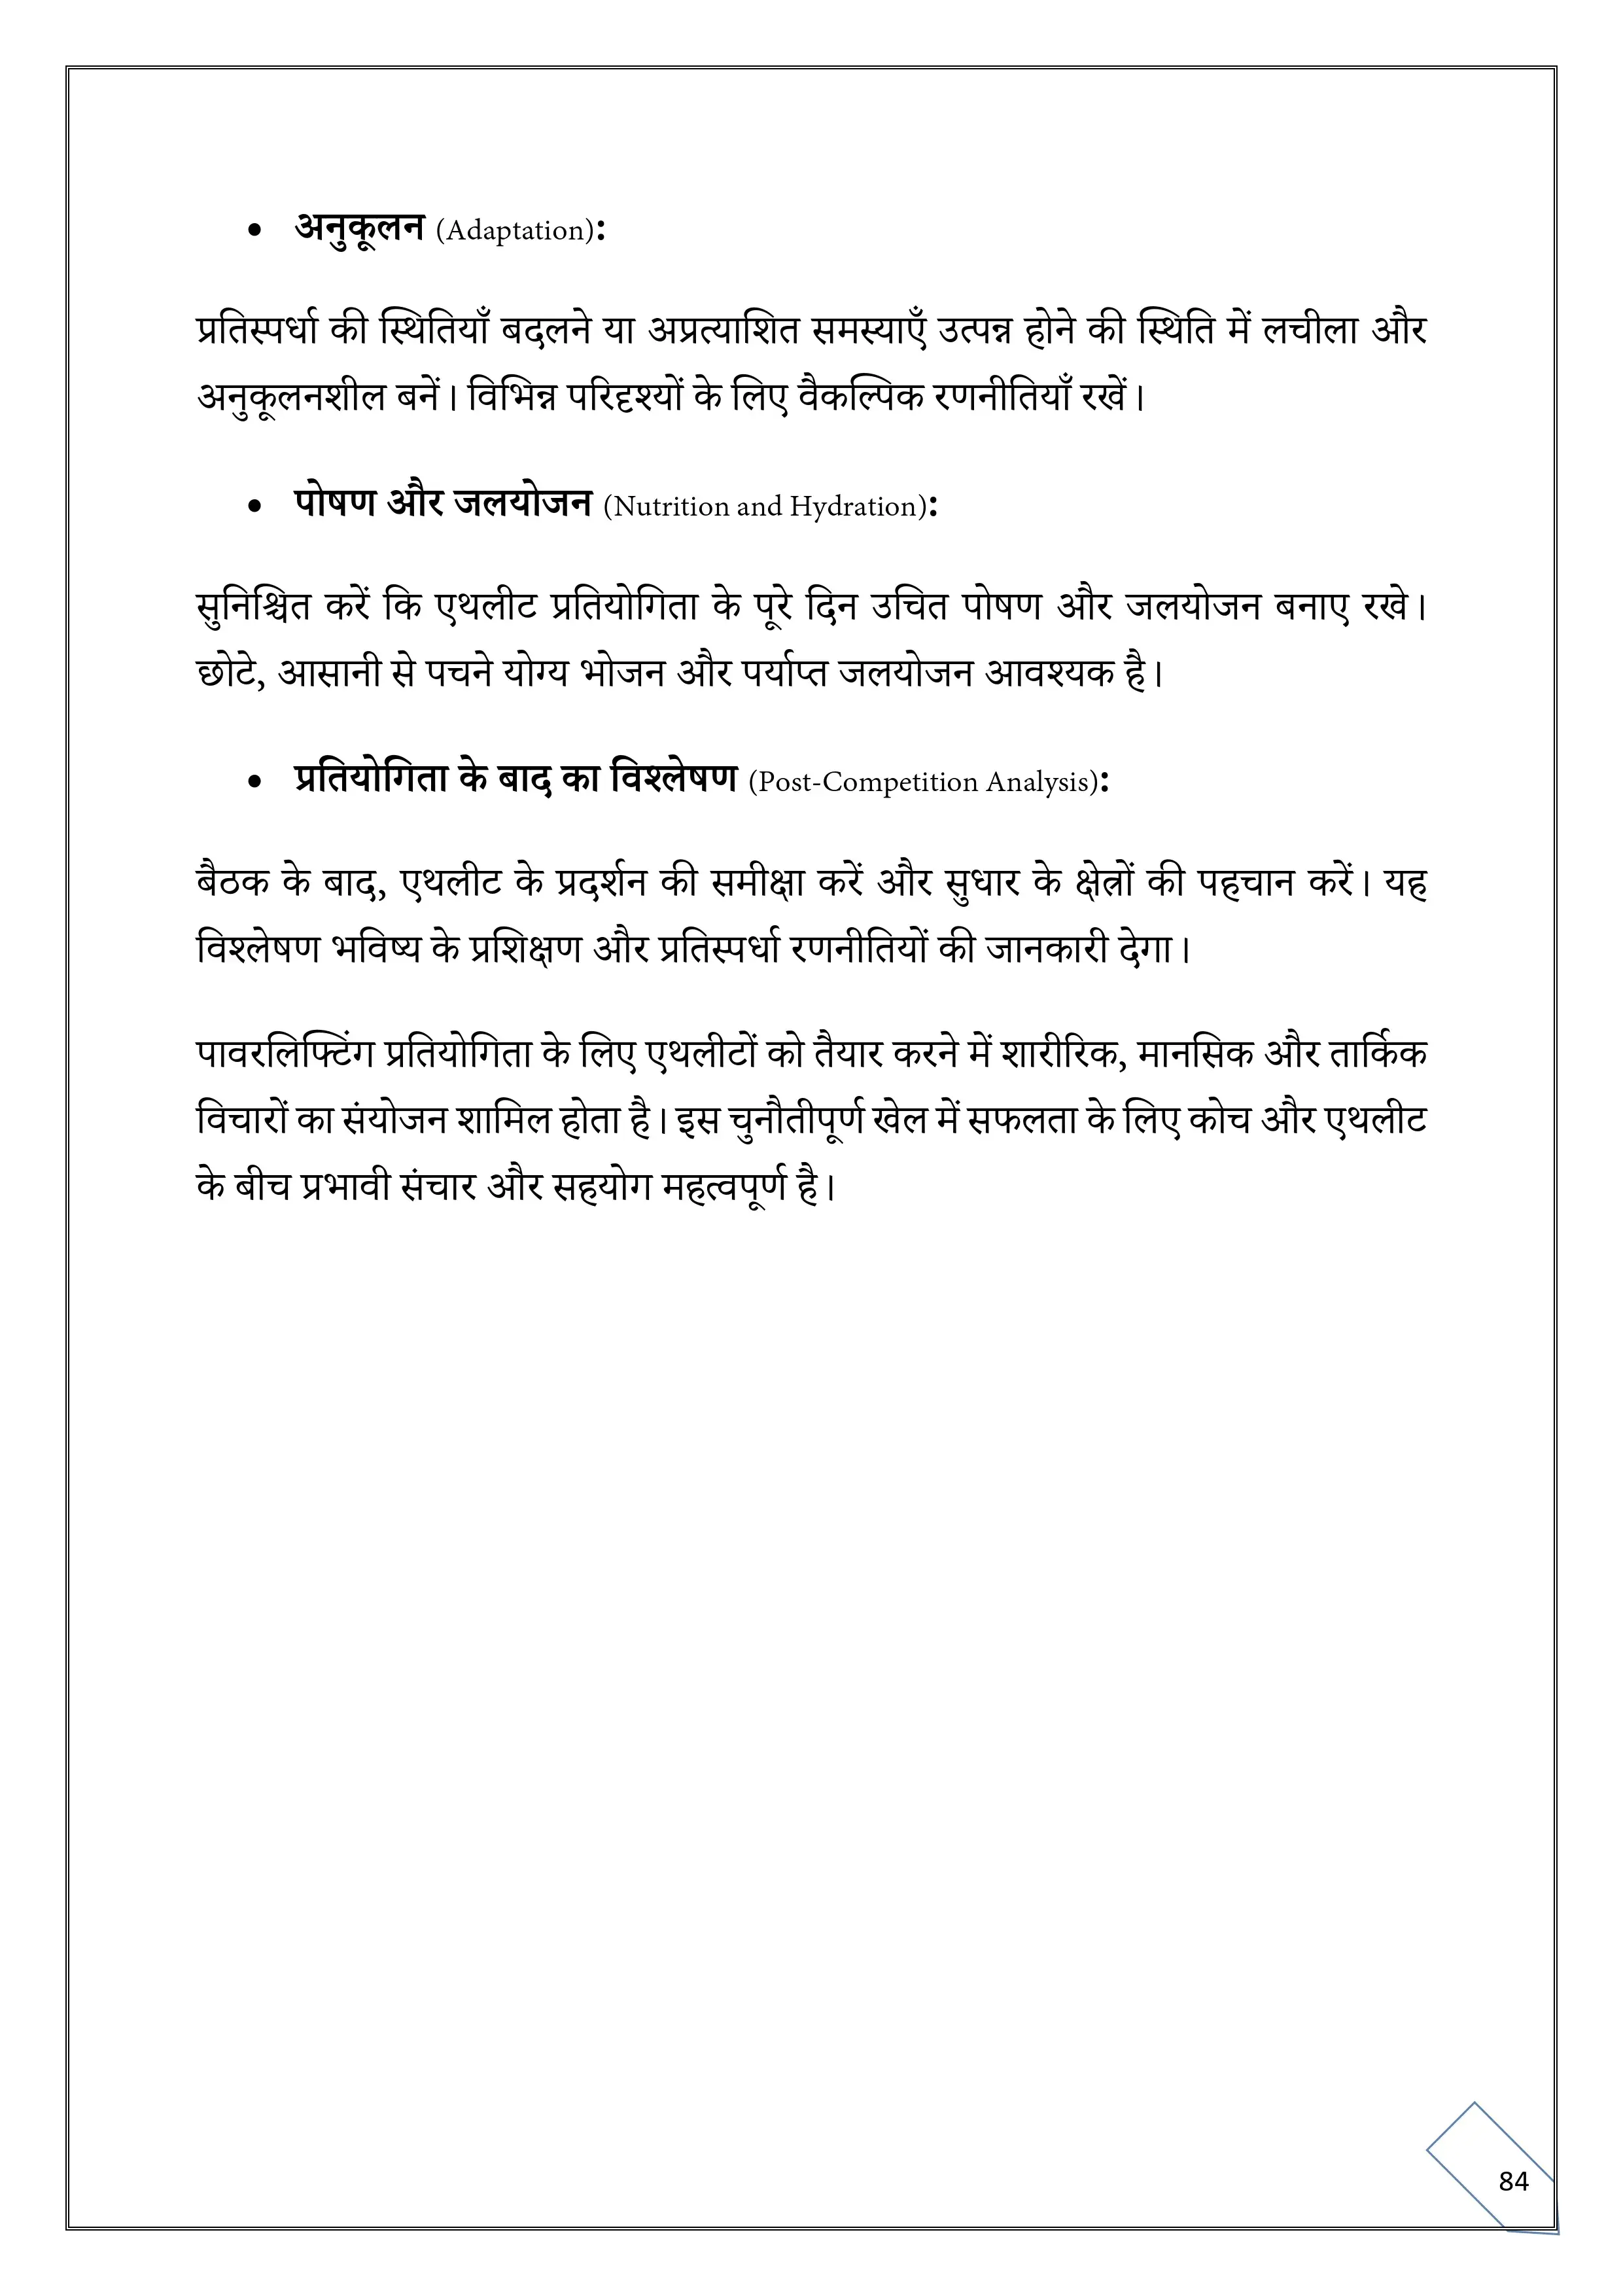 • अनुकूलन (Adaptation):
प्रतिस्पर्धा की स्थितियाँ बदलने या अप्रत्याशित समस्याएँ उत्पन्न होने की स्थिति में लचीला और
अनुकूलनशील बनें। विभिन्न परिदृश्यों के लिए वैकल्पिक रणनीतियाँ रखें।
• पोषण और जलयोजन (Nutrition and Hydration):
सुनिश्चित करें कि एथलीट प्रतियोगिता के पूरे दिन उचित पोषण और जलयोजन बनाए रखे।
छोटे, आसानी से पचने योग्य भोजन और पर्याप्त जलयोजन आवश्यक है।
• प्रतियोगिता के बाद का विश्लेषण (Post-Competition Analysis):
बैठक के बाद, एथलीट के प्रदर्शन की समीक्षा करें और सुधार के क्षेत्रों की पहचान करें। यह
विश्लेषण भविष्य के प्रशिक्षण और प्रतिस्पर्धा रणनीतियों की जानकारी देगा।
पावरलिफ्टिंग प्रतियोगिता के लिए एथलीटों को तैयार करने में शारीरिक, मानसिक और तार्किक
विचारों का संयोजन शामिल होता है। इस चुनौतीपूर्ण खेल में सफलता के लिए कोच और एथलीट
के बीच प्रभावी संचार और सहयोग महत्वपूर्ण है।
84